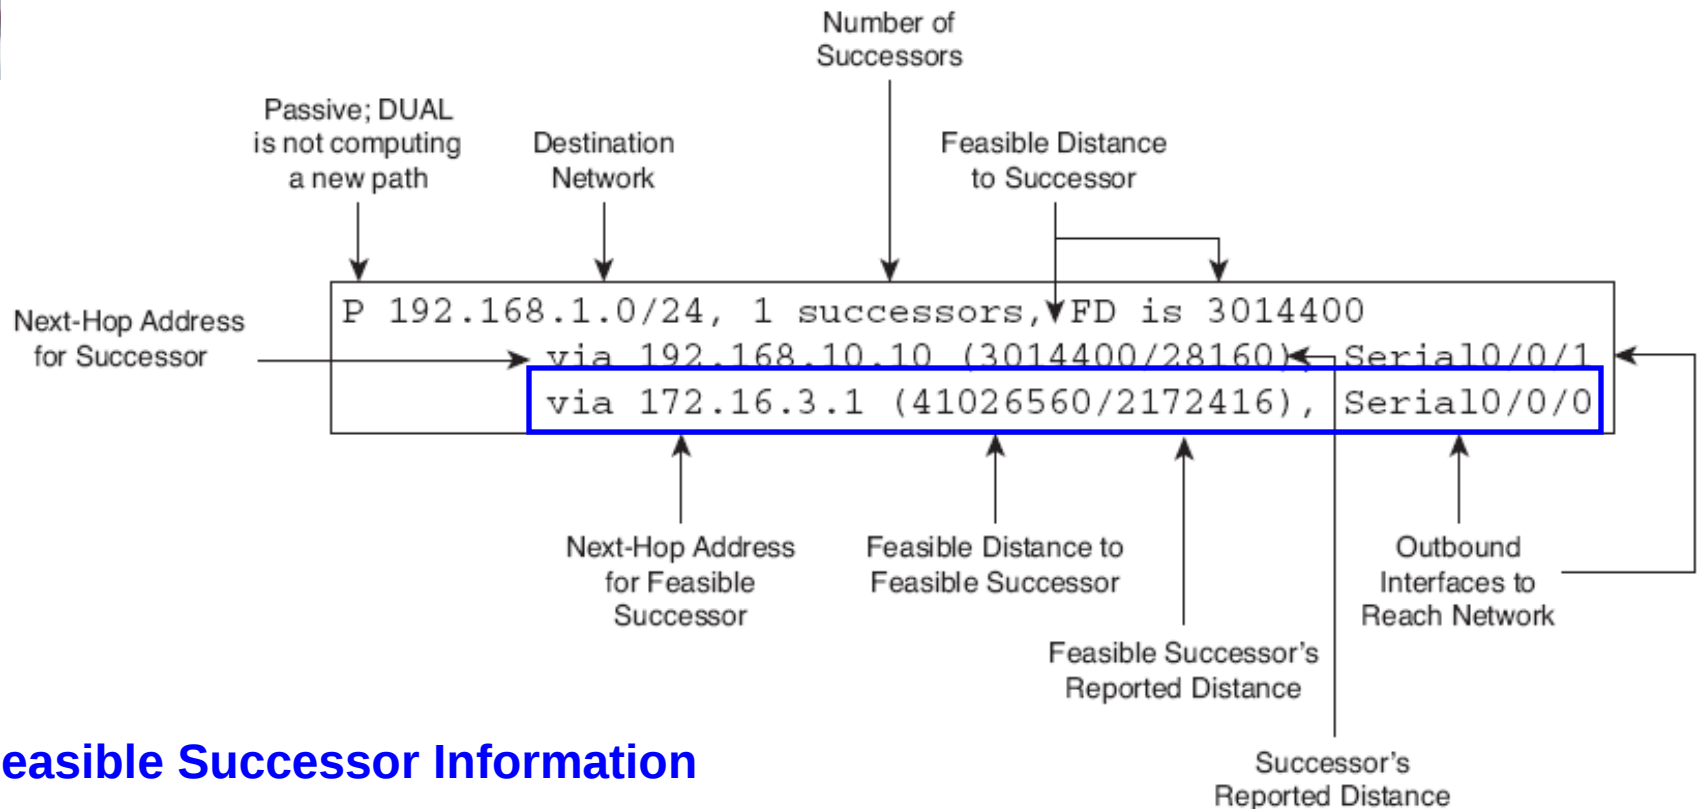 Number of
Successors
Passive; DUAL
is not computing
a new path
Destination
Network
Feasible Distance
to Successor
Next-Hop Address
for Successor
P 192.168.1.0/24, 1 successors, FD is 3014400
via 192.168.10.10 (3014400/28160), Serial0/0/1
via 172.16.3.1 (41026560/2172416), Serial0/0/0
Next-Hop Address
for Feasible
Successor
Feasible Distance to
Feasible Successor
Outbound
Interfaces to
Reach Network
Feasible Successor's
Reported Distance
easible Successor Information
Successor's
Reported Distance